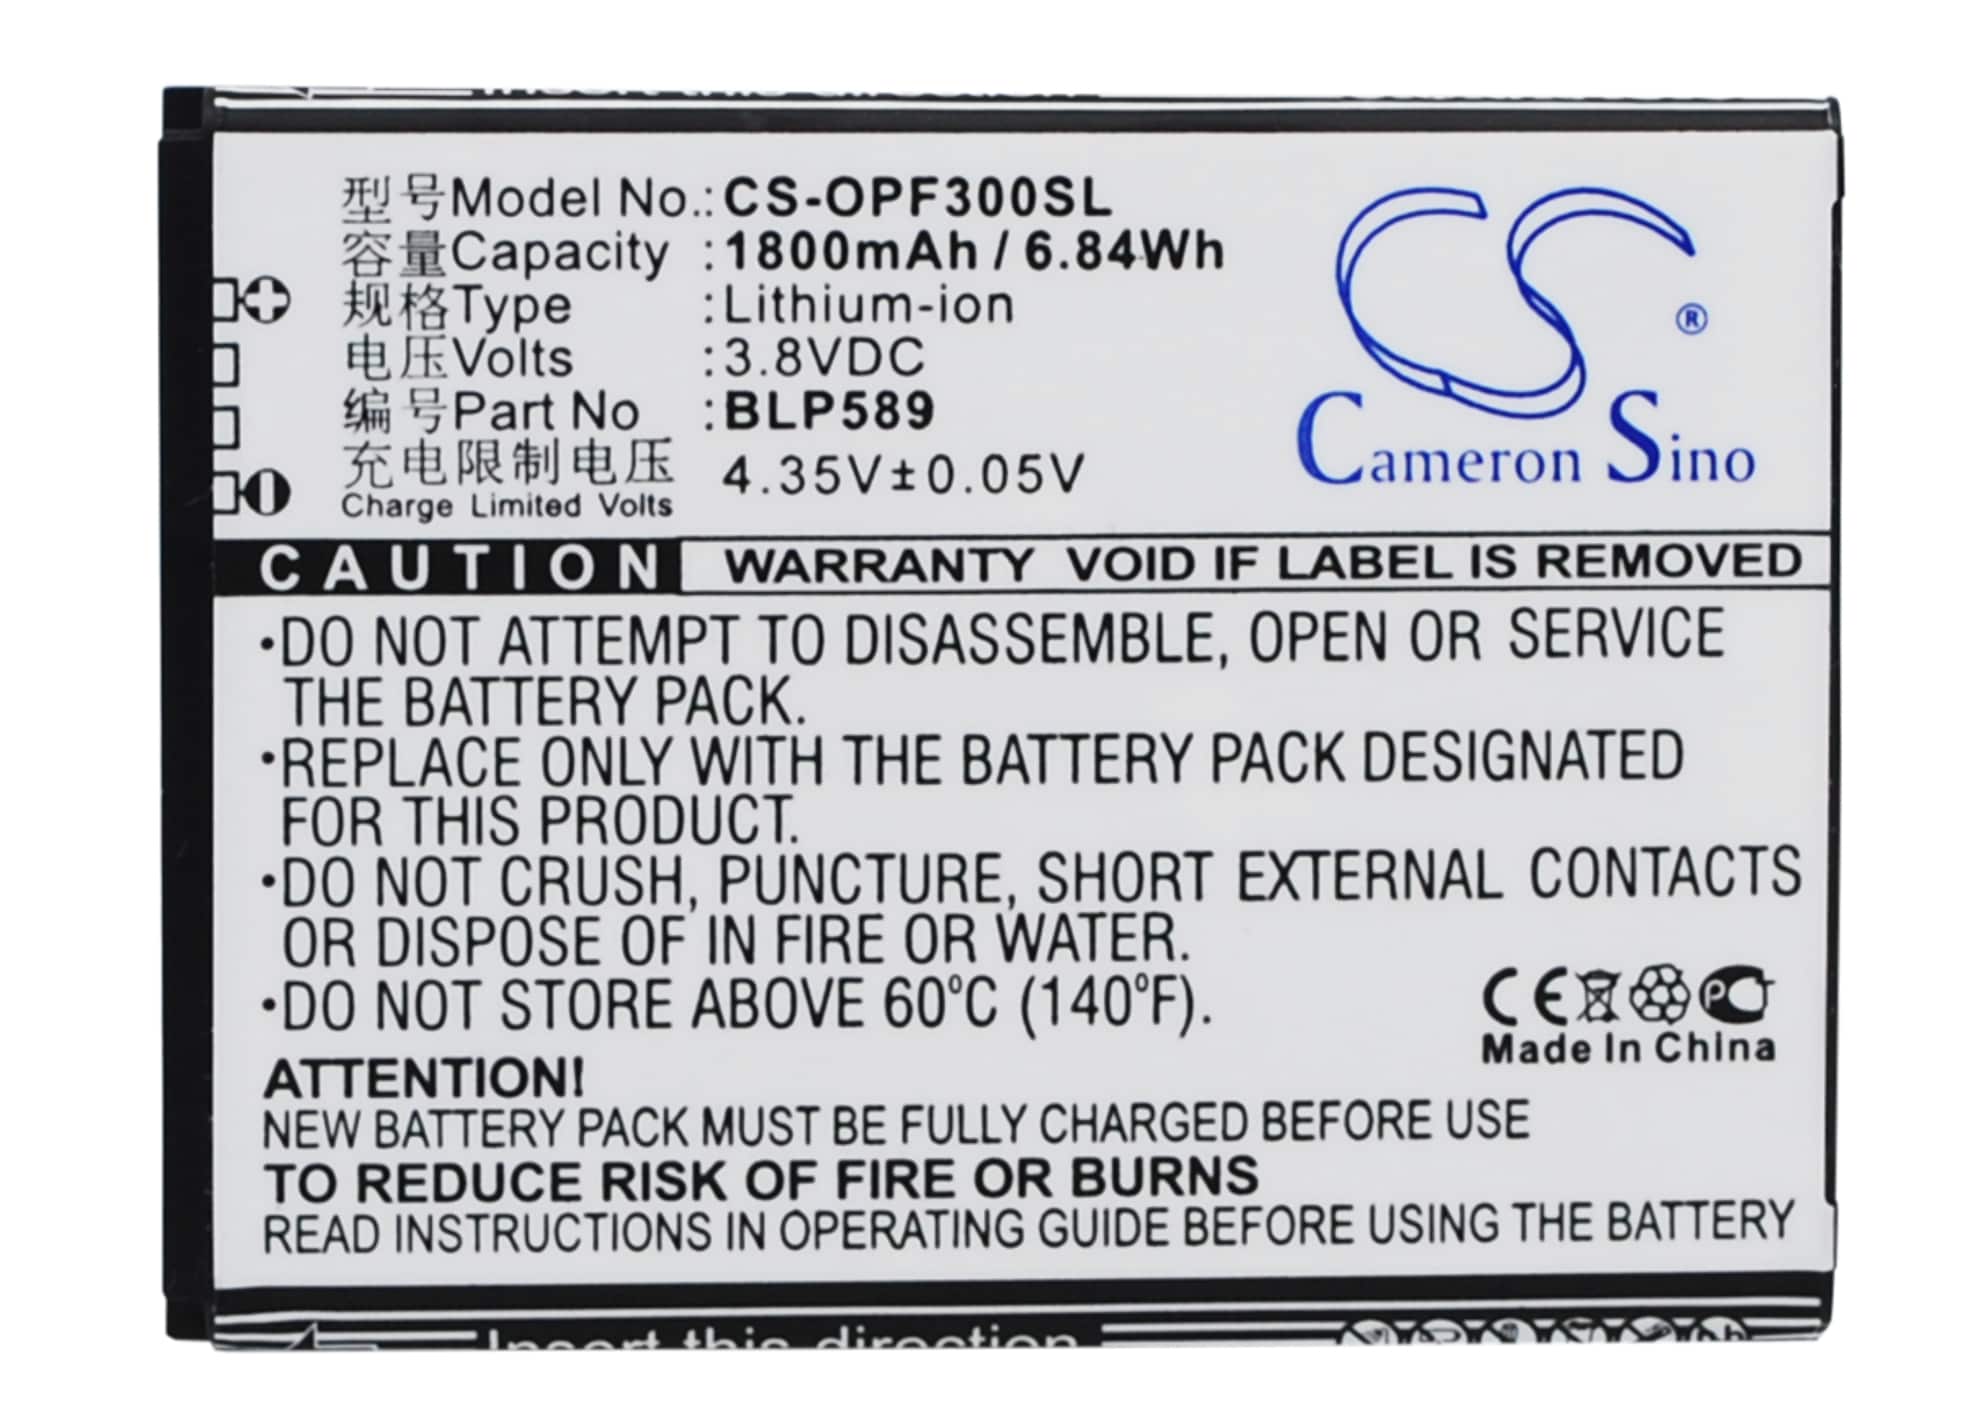 型号Model No.:CS-OPF300SL
容量Capacity :1800mAh / 6.84Wh
规格Type :Lithium-ion
电压Volts :3.8VDC
编号Part No :BLP589
充电限制电压
Charge Limited Volts 4.35V±0.05V
CS®
Cameron Sino
CAUTION WARRANTY VOID IF LABEL IS REMOVED
·DO NOT ATTEMPT TO DISASSEMBLE, OPEN OR SERVICE
THE BATTERY PACK.
·REPLACE ONLY WITH THE BATTERY PACK DESIGNATED
FOR THIS PRODUCT.
·DO NOT CRUSH, PUNCTURE, SHORT EXTERNAL CONTACTS
OR DISPOSE OF IN FIRE OR WATER.
·DO NOT STORE ABOVE 60°C (140°F).
CE
Made In China
ATTENTION!
NEW BATTERY PACK MUST BE FULLY CHARGED BEFORE USE
TO REDUCE RISK OF FIRE OR BURNS
READ INSTRUCTIONS IN OPERATING GUIDE BEFORE USING THE BATTERY
Insert this direction